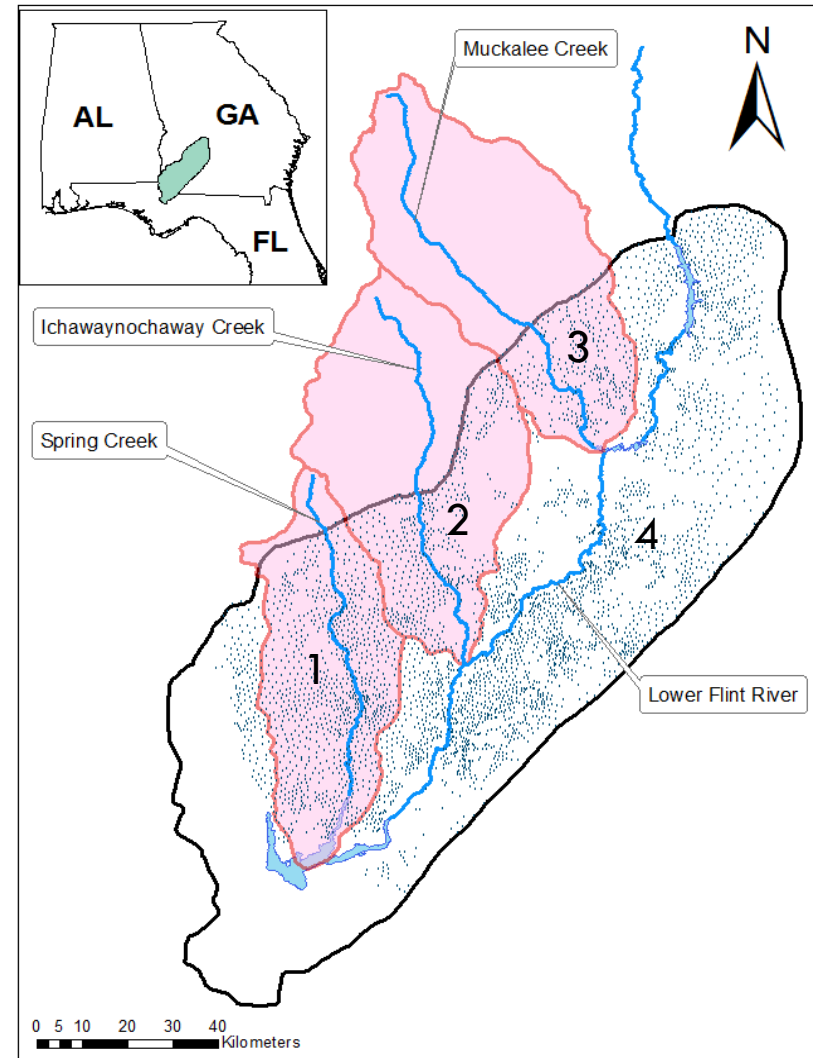 AL
GA
FL
Muckalee Creek
N
Ichawaynochaway Creek
Spring Creek
3
2
4
1
Lower Flint River
0 5 10 20 30 40
Kilometers